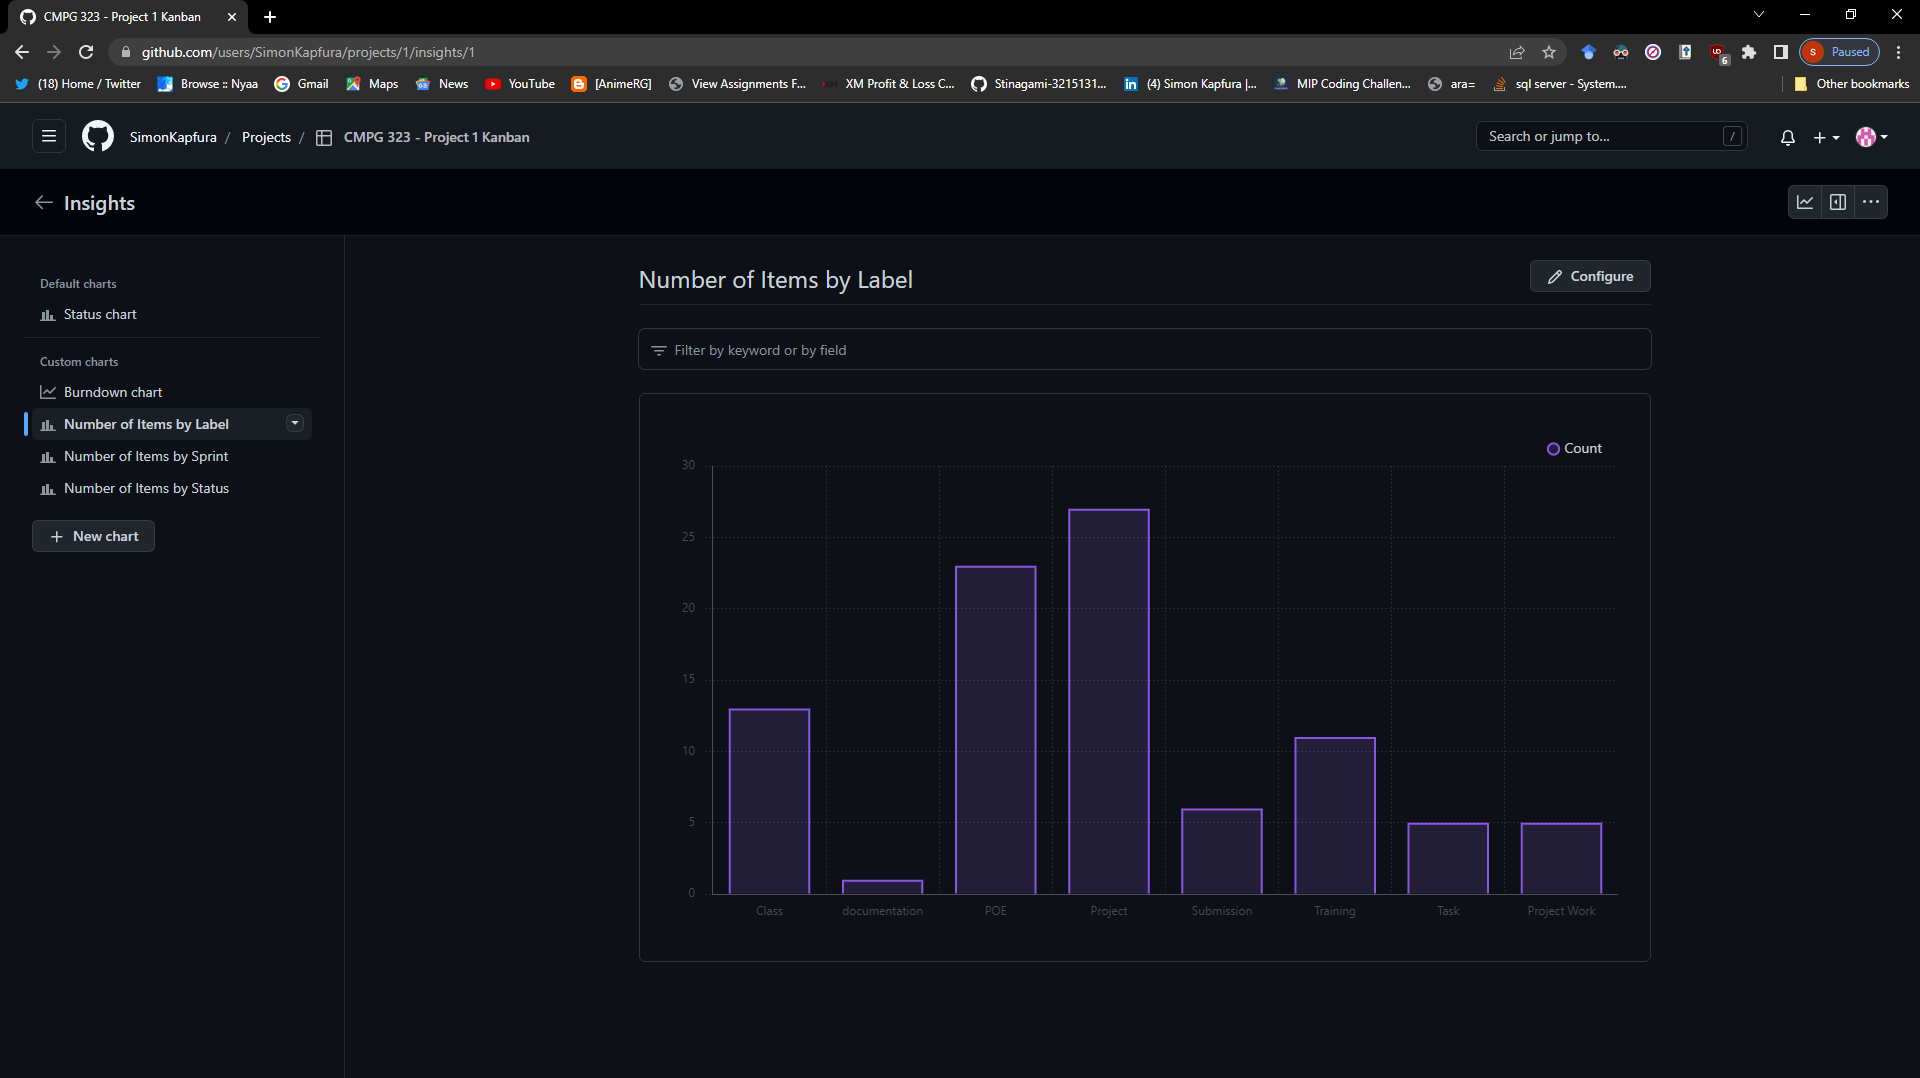 CMPG 323 - Project 1 Kanban
github.com/users/SimonKapfura/projects/1/insights/1
6
S Paused
(18) Home / Twitter Browse :: Nyaa Gmail Maps News YouTube [AnimeRG] View Assignments F... XM Profit & Loss C... Stinagami-3215131... (4) Simon Kapfura |... MIP Coding Challen... ara= sql server - System.... Other bookmarks
SimonKapfura / Projects / CMPG 323 - Project 1 Kanban
Search or jump to... /
Insights
Default charts
Status chart
Custom charts
Burndown chart
Number of Items by Label
Number of Items by Sprint
Number of Items by Status
New chart
Number of Items by Label
Configure
Filter by keyword or by field
Count
30
25
20
15
10
5
0
Class documentation POE Project Submission Training Task Project Work